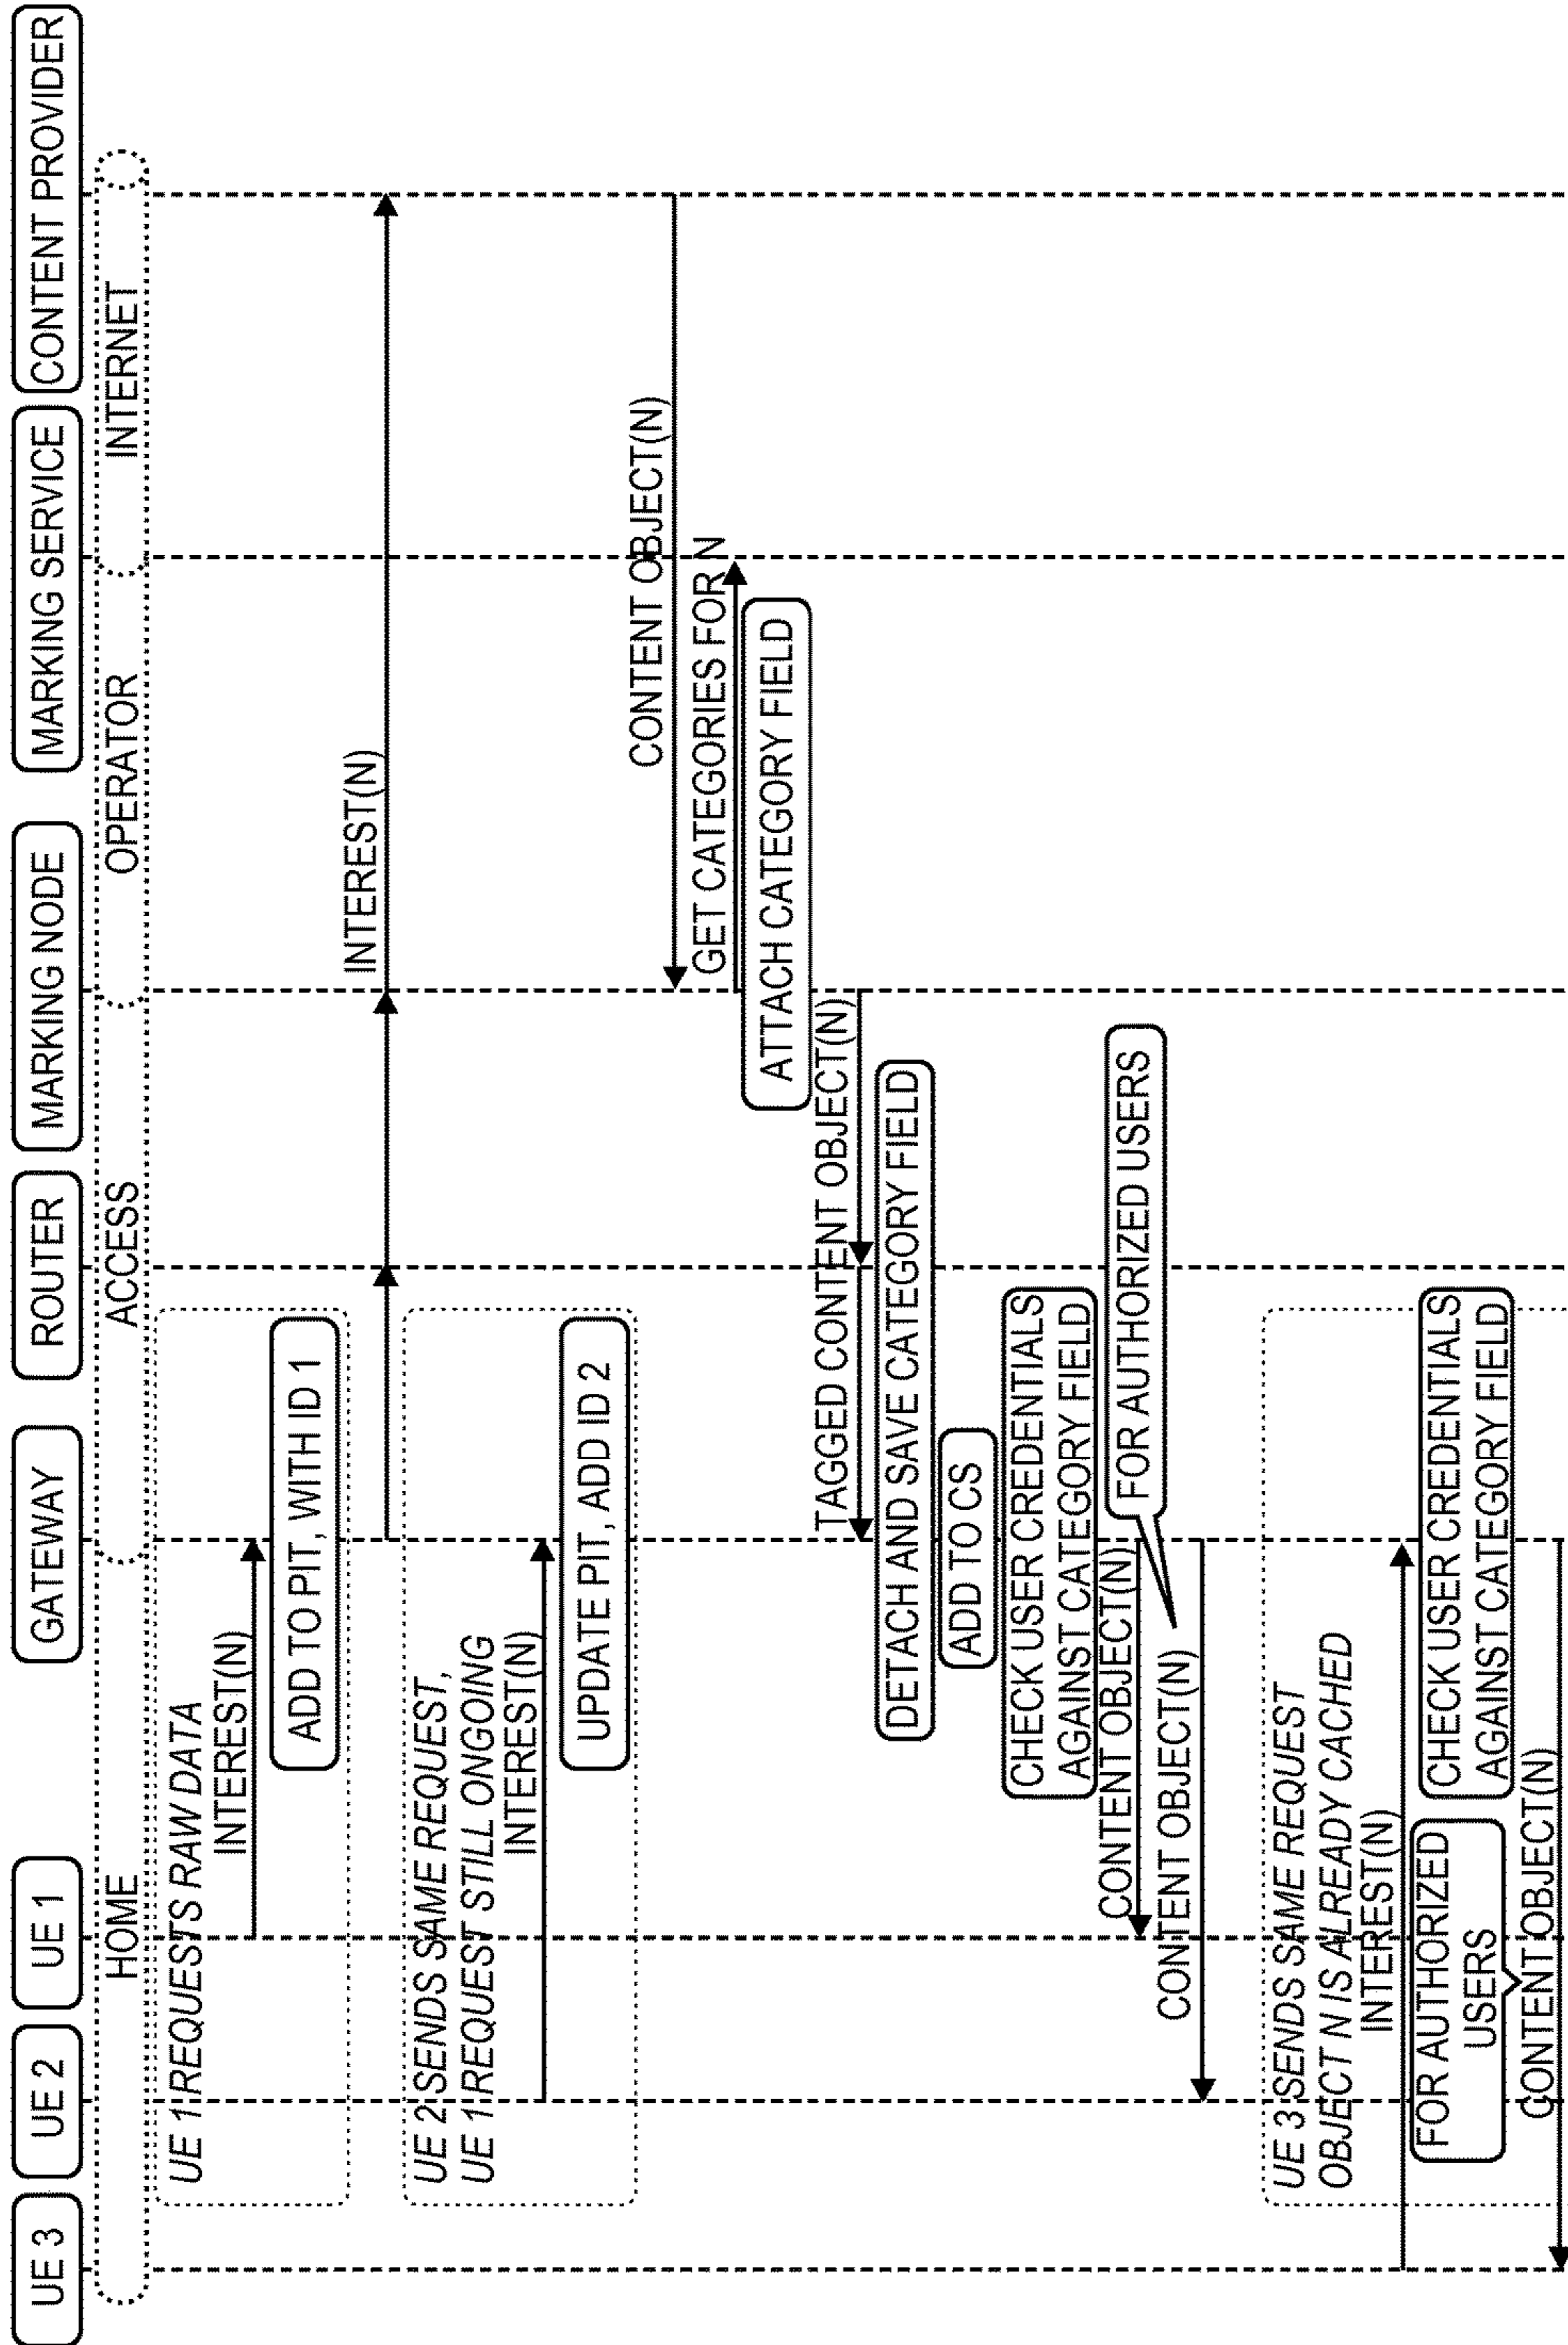 UE 3
UE 2
UE 1
GATEWAY
ROUTER
MARKING NODE
MARKING SERVICE
CONTENT PROVIDER
HOME
ACCESS
OPERATOR
INTERNET
UE 1 REQUESTS RAW DATA
INTEREST(N)
ADD TO PIT, WITH ID 1
INTEREST(N)
UE 2 SENDS SAME REQUEST,
UE 1 REQUEST STILL ONGOING
INTEREST(N)
UPDATE PIT, ADD ID 2
CONTENT OBJECT(N)
GET CATEGORIES FOR N
ATTACH CATEGORY FIELD
TAGGED CONTENT OBJECT(N)
DETACH AND SAVE CATEGORY FIELD
ADD TO CS
CHECK USER CREDENTIALS
AGAINST CATEGORY FIELD
CONTENT OBJECT(N)
FOR AUTHORIZED USERS
CONTENT OBJECT(N)
UE 3 SENDS SAME REQUEST
OBJECT N IS ALREADY CACHED
INTEREST(N)
CHECK USER CREDENTIALS
AGAINST CATEGORY FIELD
FOR AUTHORIZED
USERS
CONTENT OBJECT(N)